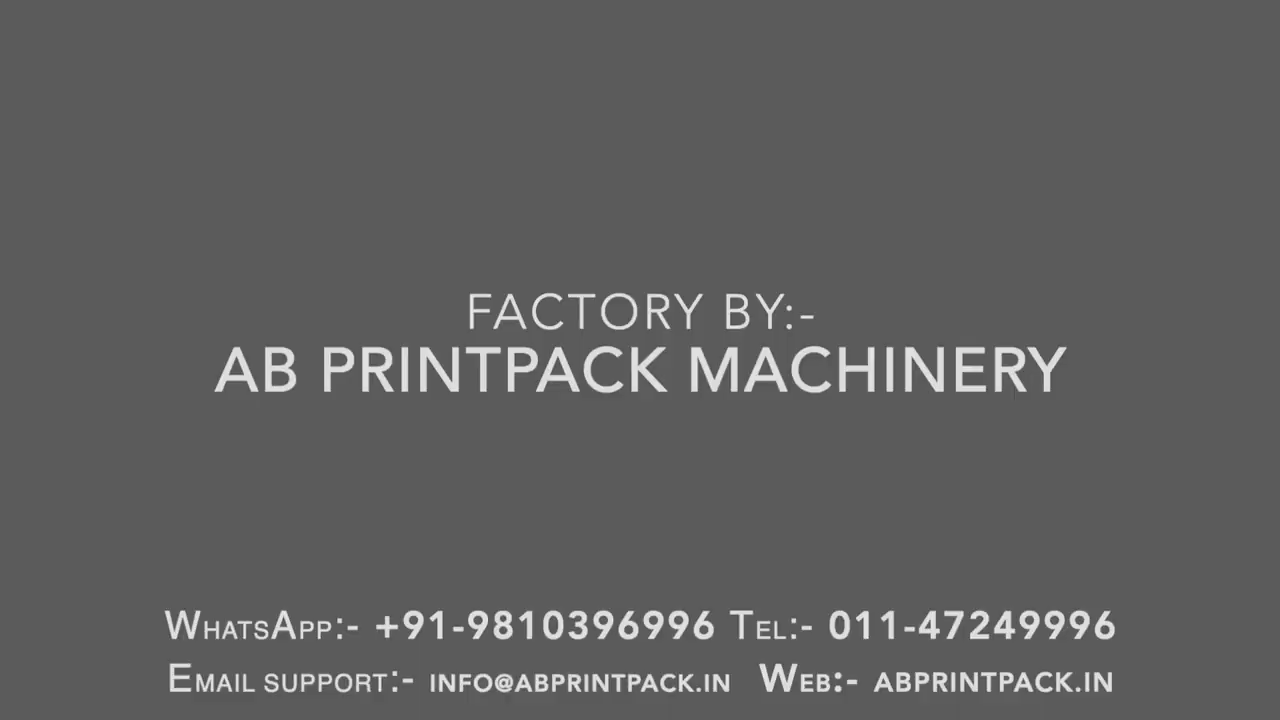 FACTORY BY:-
AB PRINTPACK MACHINERY
WHATSAPP:- +91-9810396996 TEL:- 011-47249996
EMAIL SUPPORT:- INFO@ABPRINTPACK.IN WEB:- ABPRINTPACK.IN